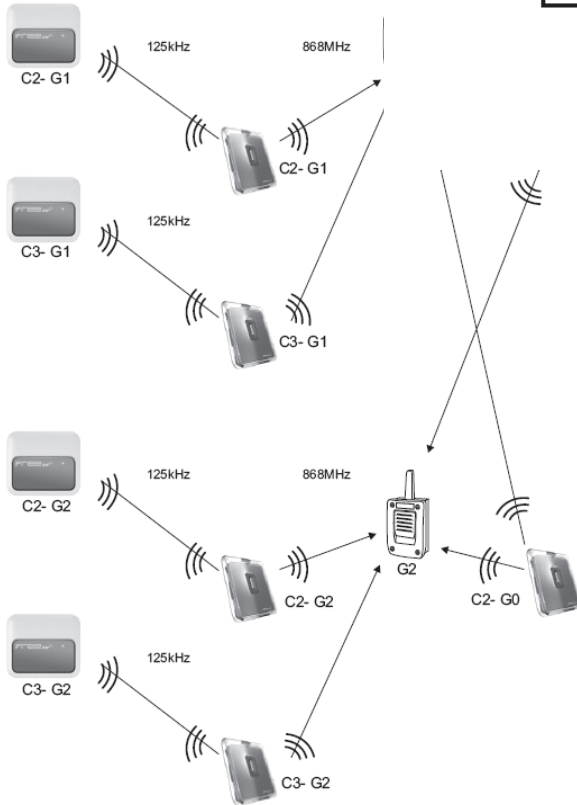 125kHz 868MHz
C2- G1
C2- G1
125kHz
C3- G1
C3- G1
125kHz 868MHz
C2- G2
G2
C2- G2 C2- G0
125kHz
C3- G2
C3- G2